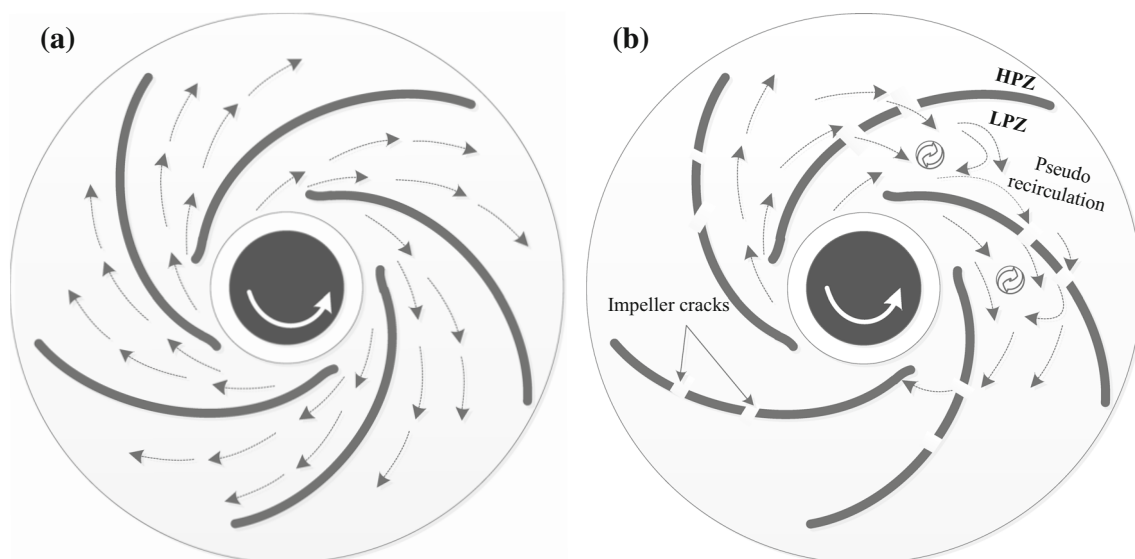 (a)
(b)
HPZ
LPZ
Pseudo
recirculation
Impeller cracks